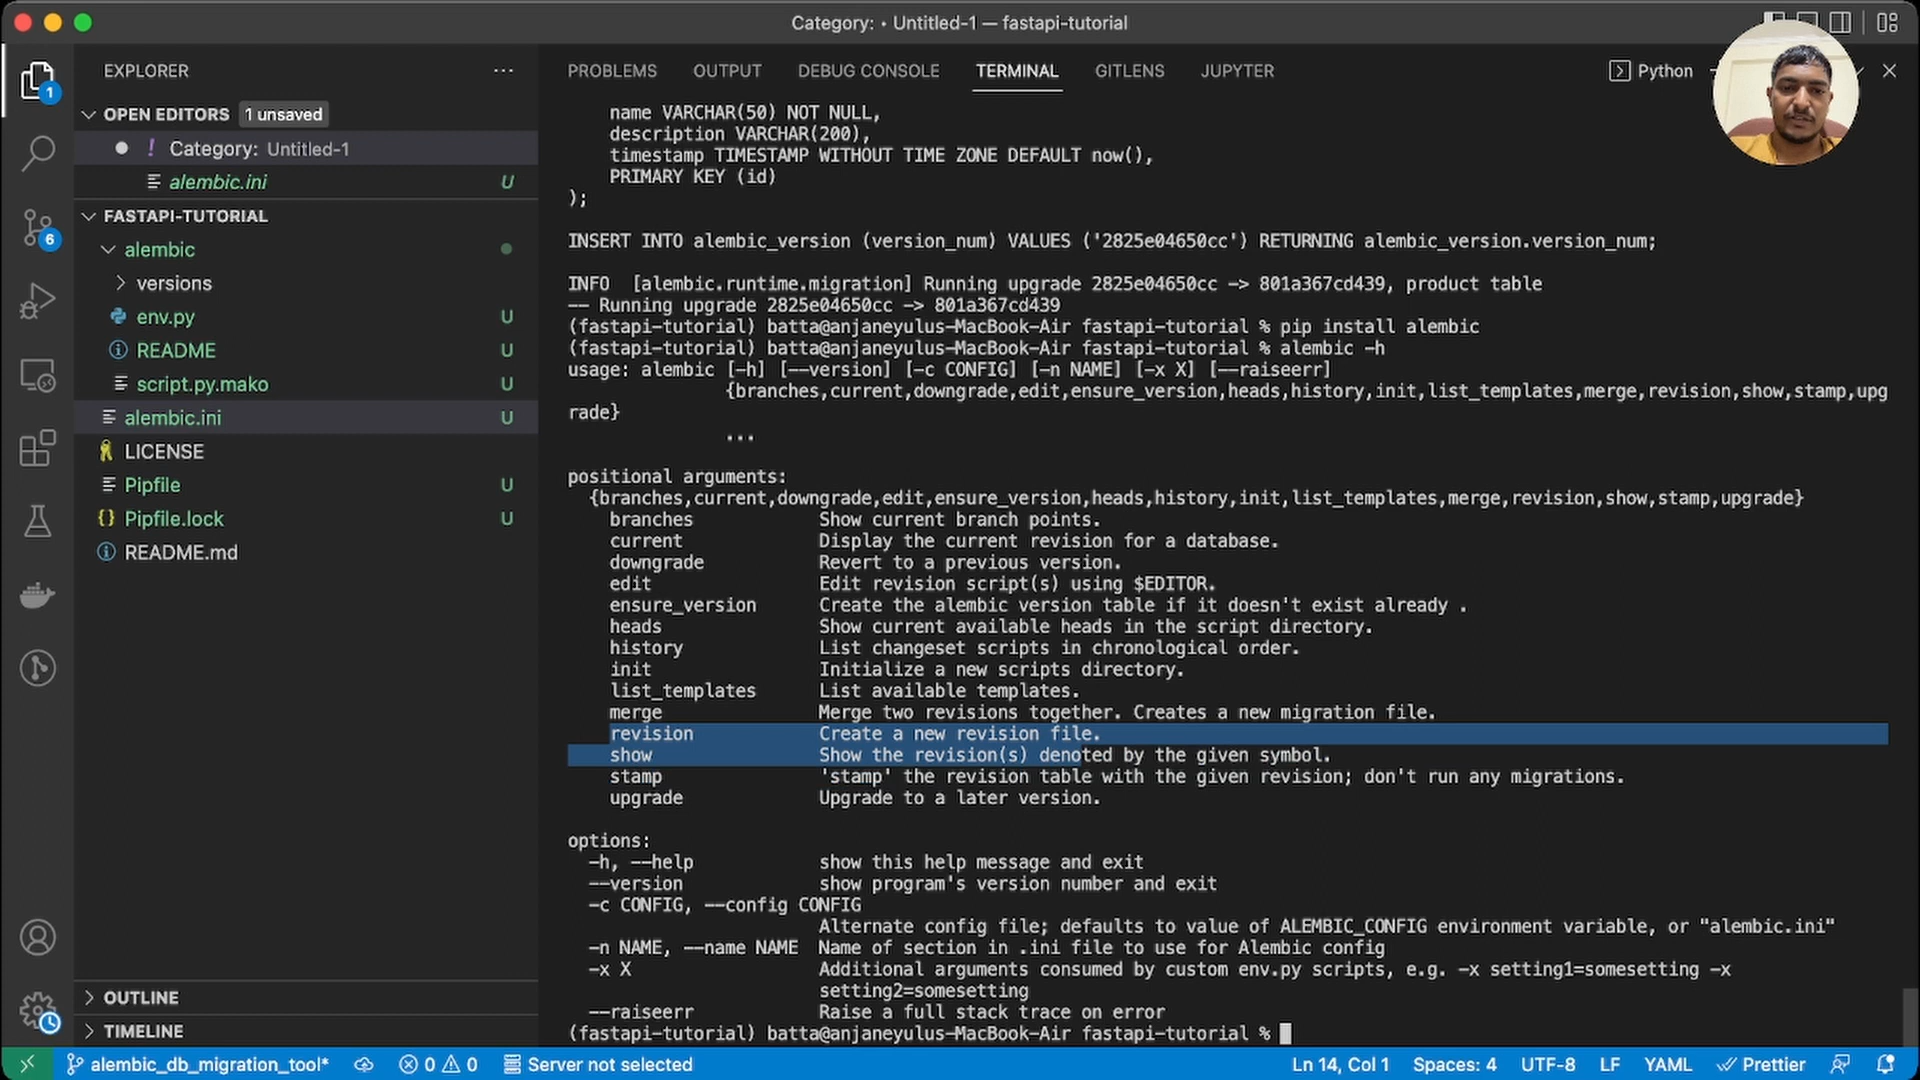 Category: • Untitled-1 — fastapi-tutorial
EXPLORER
···
OPEN EDITORS 1 unsaved
Category: Untitled-1
alembic.ini U
FASTAPI-TUTORIAL
alembic
versions
env.py U
README U
script.py.mako U
alembic.ini U
LICENSE
Pipfile U
Pipfile.lock U
README.md
OUTLINE
TIMELINE
1
6
PROBLEMS OUTPUT DEBUG CONSOLE TERMINAL GITLENS JUPYTER
Python
name VARCHAR(50) NOT NULL,
description VARCHAR(200),
timestamp TIMESTAMP WITHOUT TIME ZONE DEFAULT now(),
PRIMARY KEY (id)
);
INSERT INTO alembic_version (version_num) VALUES ('2825e04650cc') RETURNING alembic_version.version_num;
INFO  [alembic.runtime.migration] Running upgrade 2825e04650cc -> 801a367cd439, product table
-- Running upgrade 2825e04650cc -> 801a367cd439
(fastapi-tutorial) batta@anjaneyulus-MacBook-Air fastapi-tutorial % pip install alembic
(fastapi-tutorial) batta@anjaneyulus-MacBook-Air fastapi-tutorial % alembic -h
usage: alembic [-h] [--version] [-c CONFIG] [-n NAME] [-x X] [--raiseerr]
{branches,current,downgrade,edit,ensure_version,heads,history,init,list_templates,merge,revision,show,stamp,upg
rade}
...
positional arguments:
{branches,current,downgrade,edit,ensure_version,heads,history,init,list_templates,merge,revision,show,stamp,upgrade}
branches Show current branch points.
current Display the current revision for a database.
downgrade Revert to a previous version.
edit Edit revision script(s) using $EDITOR.
ensure_version Create the alembic version table if it doesn't exist already .
heads Show current available heads in the script directory.
history List changeset scripts in chronological order.
init Initialize a new scripts directory.
list_templates List available templates.
merge Merge two revisions together. Creates a new migration file.
revision Create a new revision file.
show Show the revision(s) denoted by the given symbol.
stamp 'stamp' the revision table with the given revision; don't run any migrations.
upgrade Upgrade to a later version.
options:
-h, --help show this help message and exit
--version show program's version number and exit
-c CONFIG, --config CONFIG
Alternate config file; defaults to value of ALEMBIC_CONFIG environment variable, or "alembic.ini"
-n NAME, --name NAME Name of section in .ini file to use for Alembic config
-x X Additional arguments consumed by custom env.py scripts, e.g. -x setting1=somesetting -x
setting2=somesetting
--raiseerr Raise a full stack trace on error
(fastapi-tutorial) batta@anjaneyulus-MacBook-Air fastapi-tutorial %
alembic_db_migration_tool* 0 0 Server not selected Ln 14, Col 1 Spaces: 4 UTF-8 LF YAML Prettier